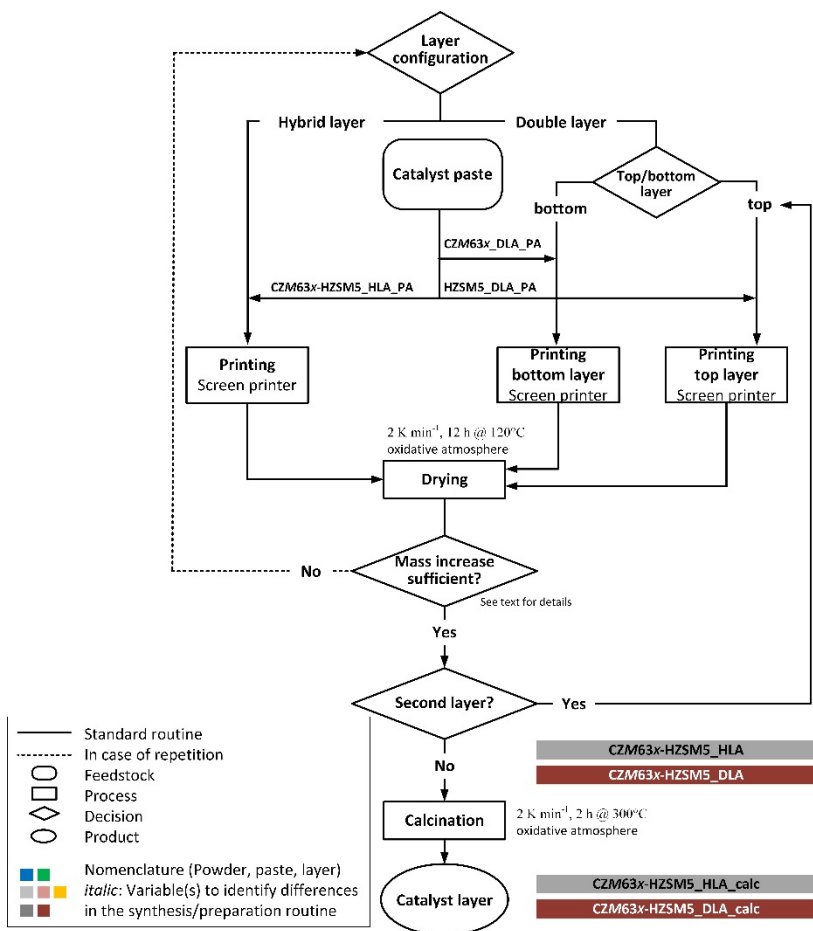 Layer
configuration
Hybrid layer
Double layer
Catalyst paste
Top/bottom
layer
bottom
top
CZM63x_DLA_PA
CZM63x-HZSM5_HLA_PA
HZSM5_DLA_PA
Printing
Screen printer
Printing
bottom layer
Screen printer
Printing
top layer
Screen printer
2 K min⁻¹, 12 h @ 120°C
oxidative atmosphere
Drying
No
Mass increase
sufficient?
See text for details
Yes
Second layer?
Yes
Standard routine
In case of repetition
Feedstock
Process
Decision
Product
Nomenclature (Powder, paste, layer)
italic: Variable(s) to identify differences
in the synthesis/preparation routine
No
CZM63x-HZSM5_HLA
CZM63x-HZSM5_DLA
Calcination
2 K min⁻¹, 2 h @ 300°C
oxidative atmosphere
Catalyst layer
CZM63x-HZSM5_HLA_calc
CZM63x-HZSM5_DLA_calc